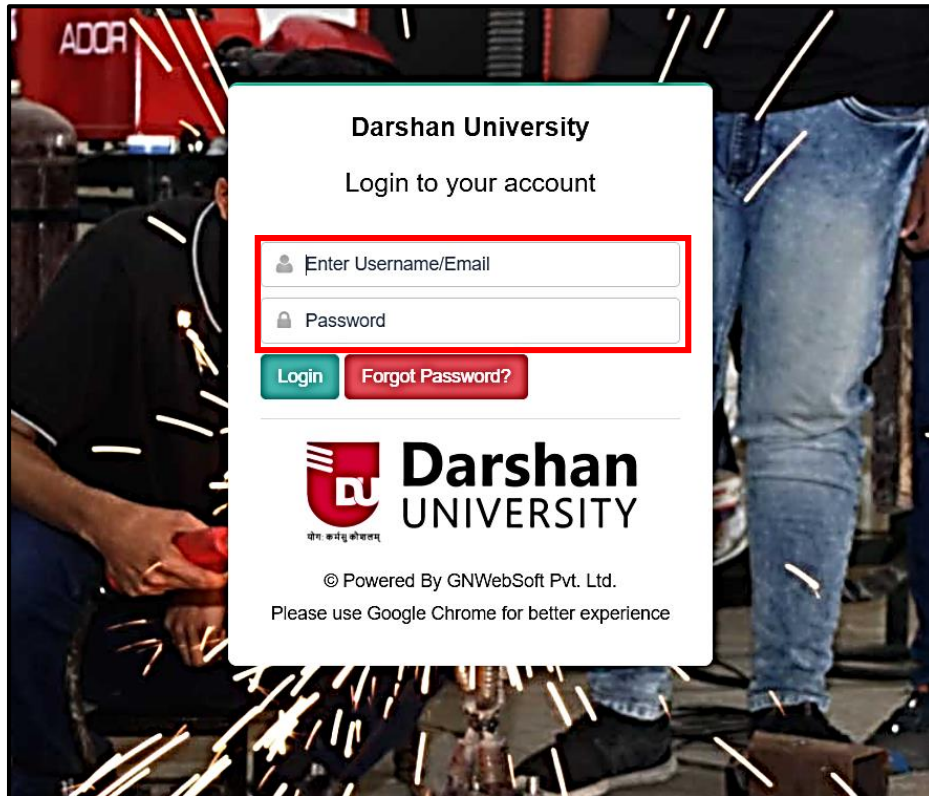 ADOR
Darshan University
Login to your account
Enter Username/Email
Password
Login Forgot Password?
DU
Darshan
UNIVERSITY
योगः कर्मसु कौशलम्
© Powered By GNWebSoft Pvt. Ltd.
Please use Google Chrome for better experience